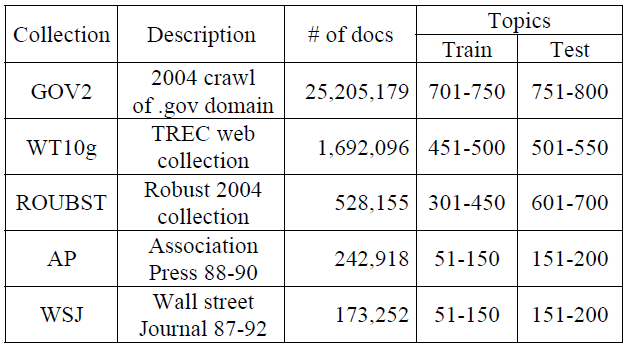 Collection Description # of docs Topics
Train Test
GOV2 2004 crawl of .gov domain 25,205,179 701-750 751-800
WT10g TREC web collection 1,692,096 451-500 501-550
ROUBST Robust 2004 collection 528,155 301-450 601-700
AP Association Press 88-90 242,918 51-150 151-200
WSJ Wall street Journal 87-92 173,252 51-150 151-200